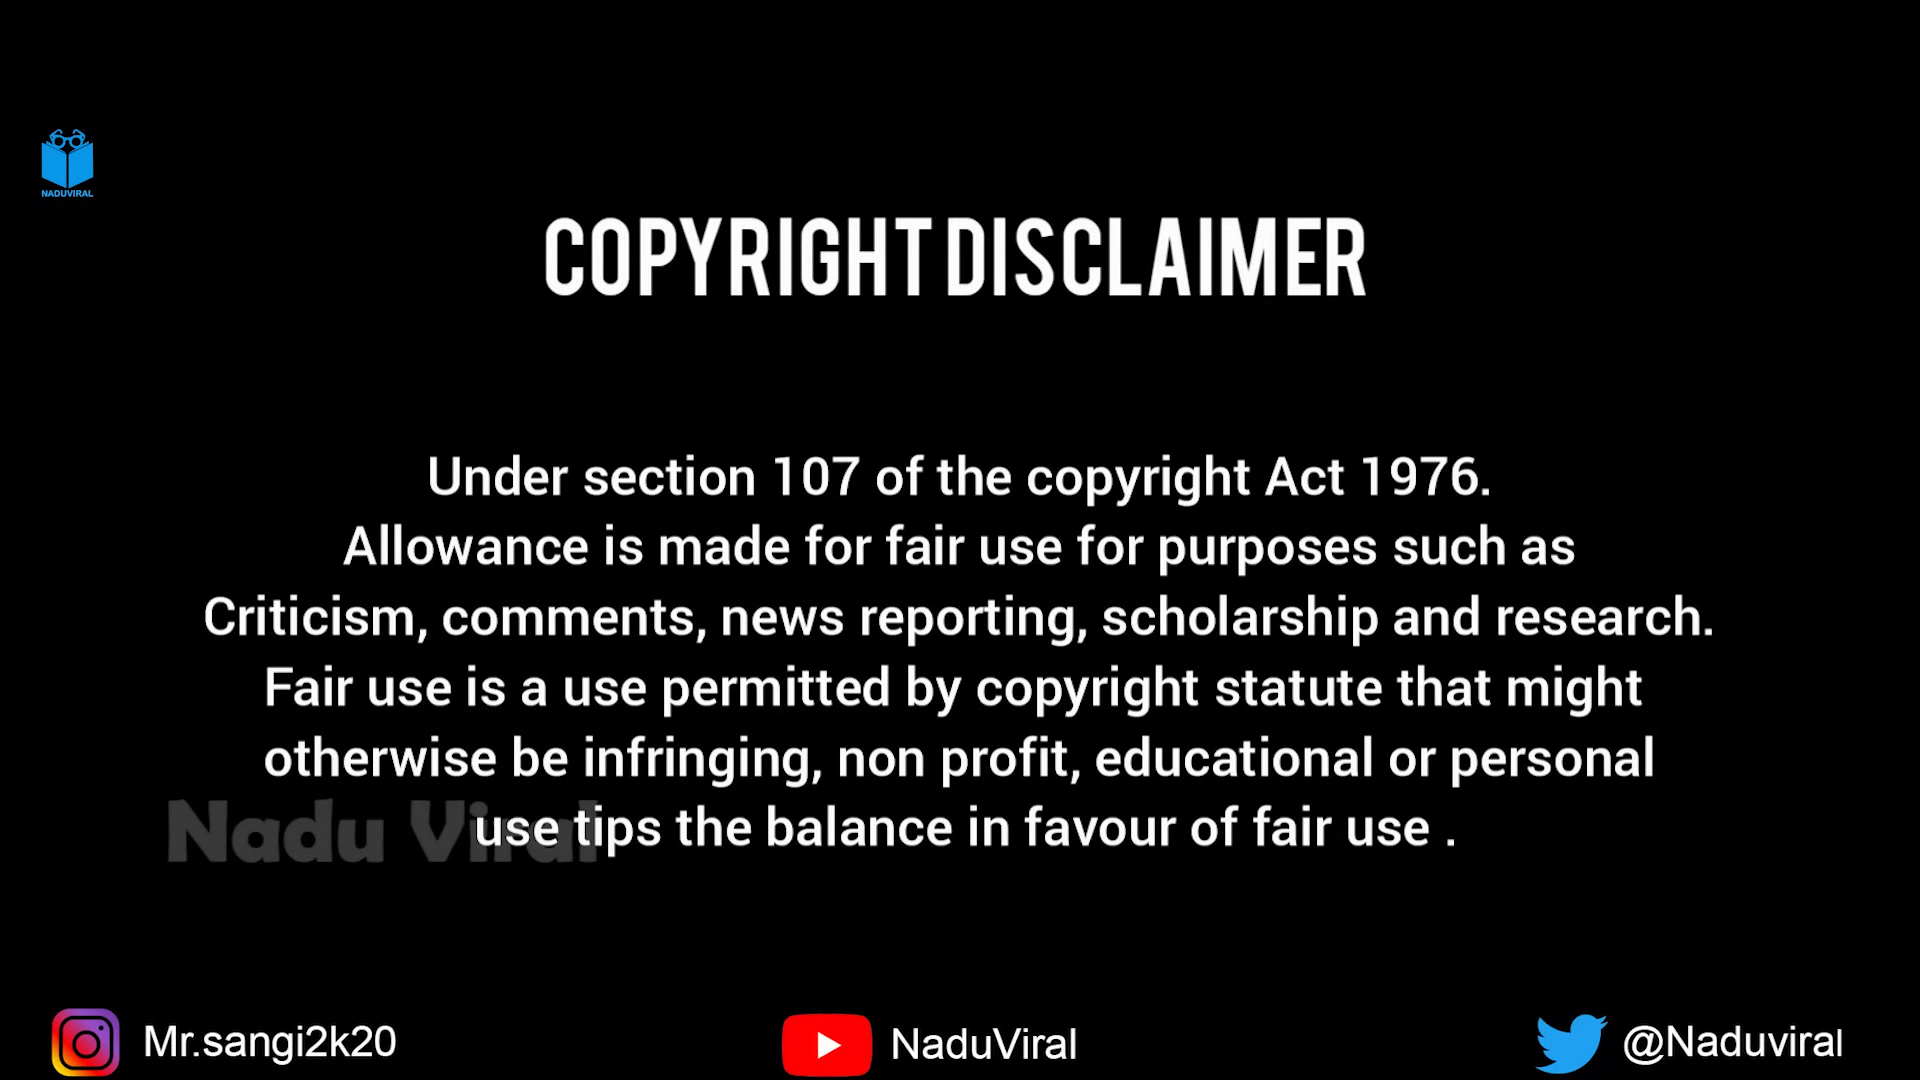 NADUVIRAL
COPYRIGHT DISCLAIMER
Under section 107 of the copyright Act 1976.
Allowance is made for fair use for purposes such as
Criticism, comments, news reporting, scholarship and research.
Fair use is a use permitted by copyright statute that might
otherwise be infringing, non profit, educational or personal
use tips the balance in favour of fair use .
Nadu Viral
Mr.sangi2k20
NaduViral
@Naduviral